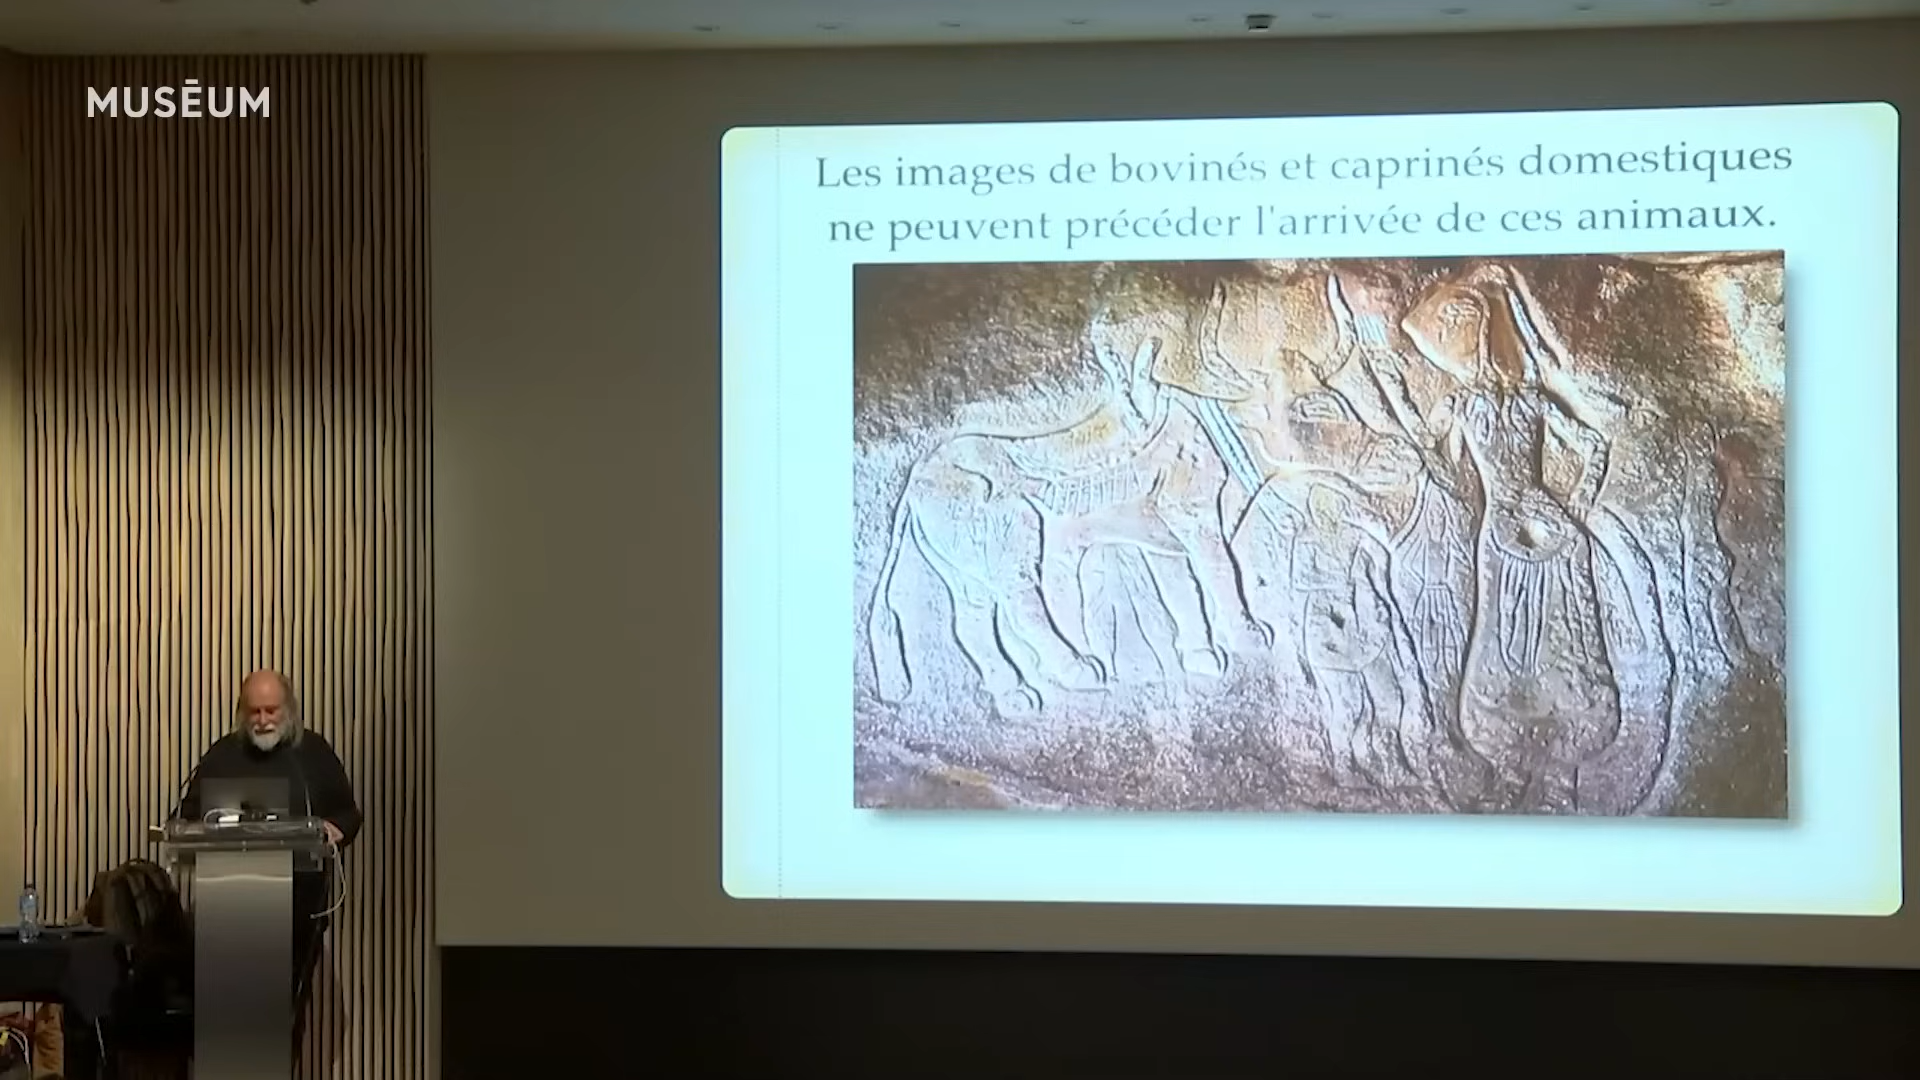 MUSĒUM
Les images de bovinés et caprinés domestiques
ne peuvent précéder l'arrivée de ces animaux.